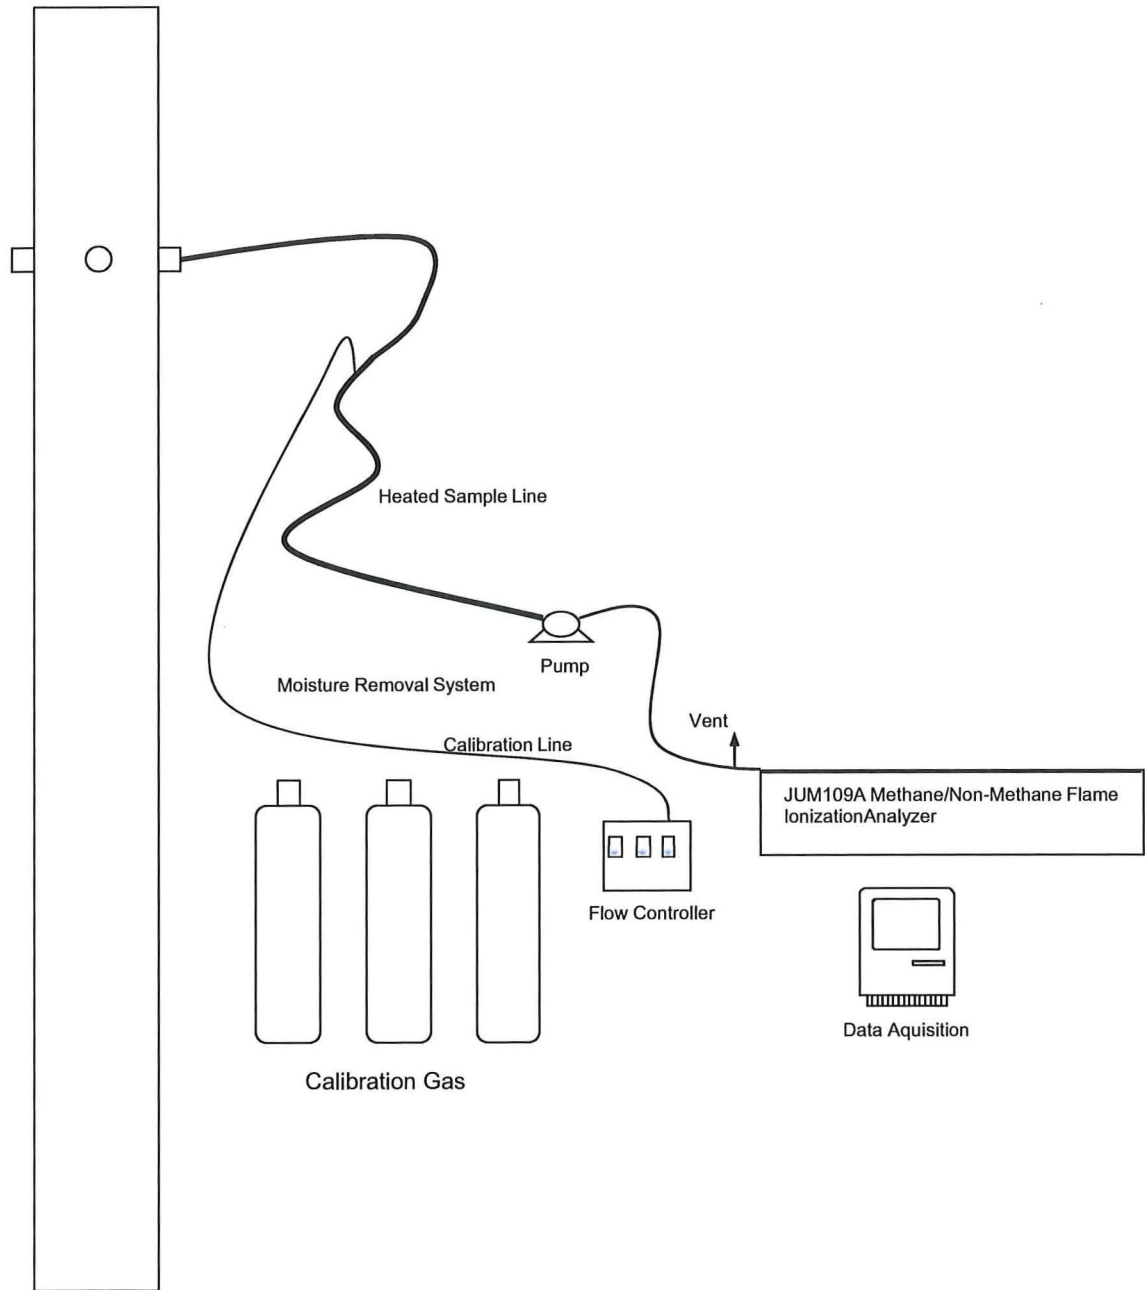 Heated Sample Line
Pump
Moisture Removal System
Vent
Calibration Line
JUM109A Methane/Non-Methane Flame
IonizationAnalyzer
Flow Controller
Data Aquisition
Calibration Gas